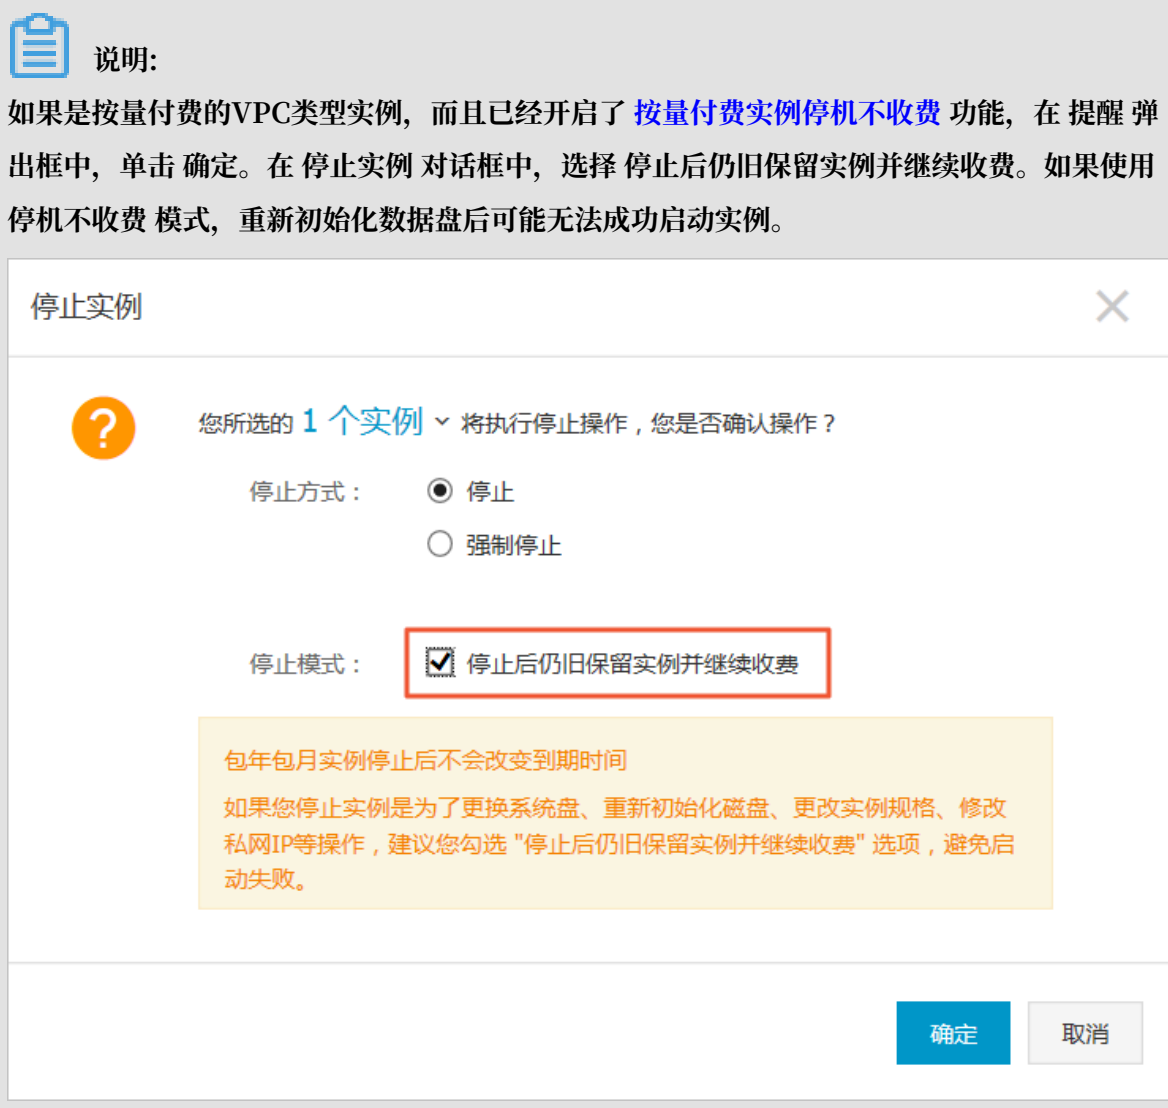 说明:
如果是按量付费的VPC类型实例，而且已经开启了 按量付费实例停机不收费 功能，在 提醒 弹
出框中，单击 确定。在 停止实例 对话框中，选择 停止后仍旧保留实例并继续收费。如果使用
停机不收费 模式，重新初始化数据盘后可能无法成功启动实例。
停止实例
您所选的 1 个实例 将执行停止操作，您是否确认操作？
停止方式： 停止
强制停止
停止模式： 停止后仍旧保留实例并继续收费
包年包月实例停止后不会改变到期时间
如果您停止实例是为了更换系统盘、重新初始化磁盘、更改实例规格、修改
私网IP等操作，建议您勾选 "停止后仍旧保留实例并继续收费" 选项，避免启
动失败。
确定 取消